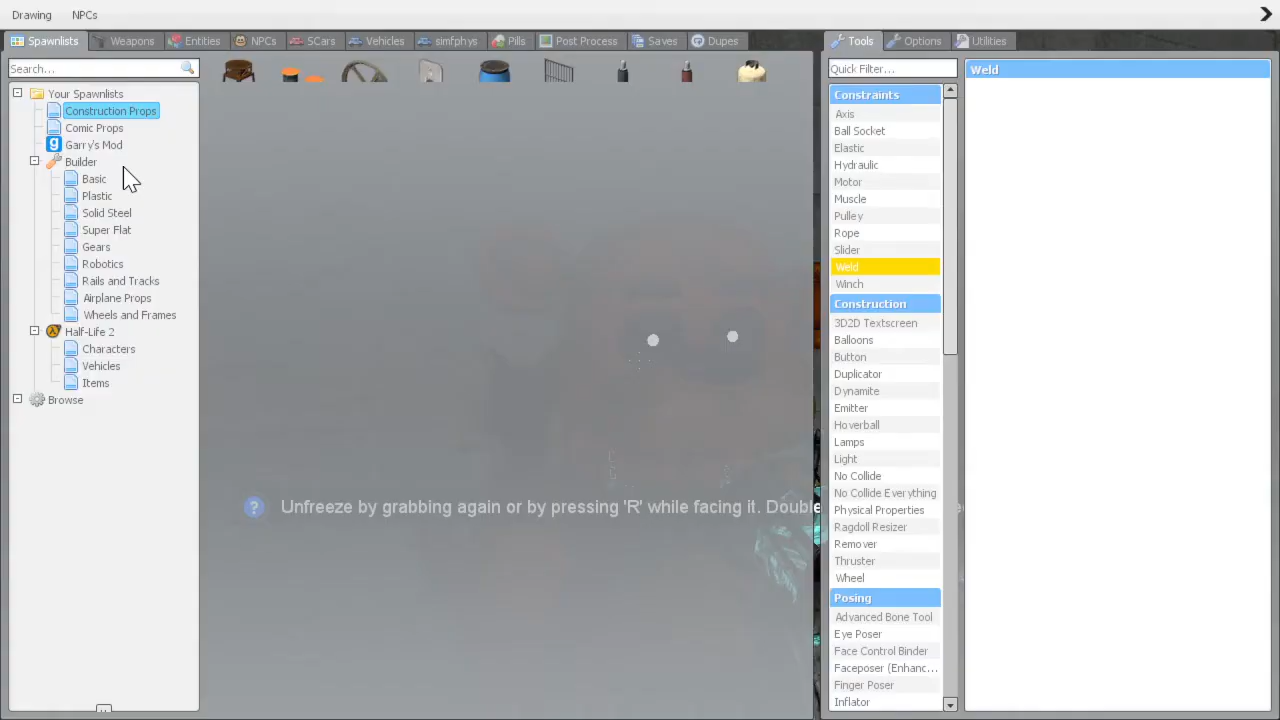 Drawing NPCs
Spawnlists Weapons Entities NPCs SCars Vehicles simfphys Pills Post Process Saves Dupes
Search...
Your Spawnlists
Construction Props
Comic Props
Garry's Mod
Builder
Basic
Plastic
Solid Steel
Super Flat
Gears
Robotics
Rails and Tracks
Airplane Props
Wheels and Frames
Half-Life 2
Characters
Vehicles
Items
Browse
Unfreeze by grabbing again or by pressing 'R' while facing it. Double
Tools Options Utilities
Quick Filter...
Constraints
Axis
Ball Socket
Elastic
Hydraulic
Motor
Muscle
Pulley
Rope
Slider
Weld
Winch
Construction
3D2D Textscreen
Balloons
Button
Duplicator
Dynamite
Emitter
Hoverball
Lamps
Light
No Collide
No Collide Everything
Physical Properties
Ragdoll Resizer
Remover
Thruster
Wheel
Posing
Advanced Bone Tool
Eye Poser
Face Control Binder
Faceposer (Enhanc...
Finger Poser
Inflator
Weld